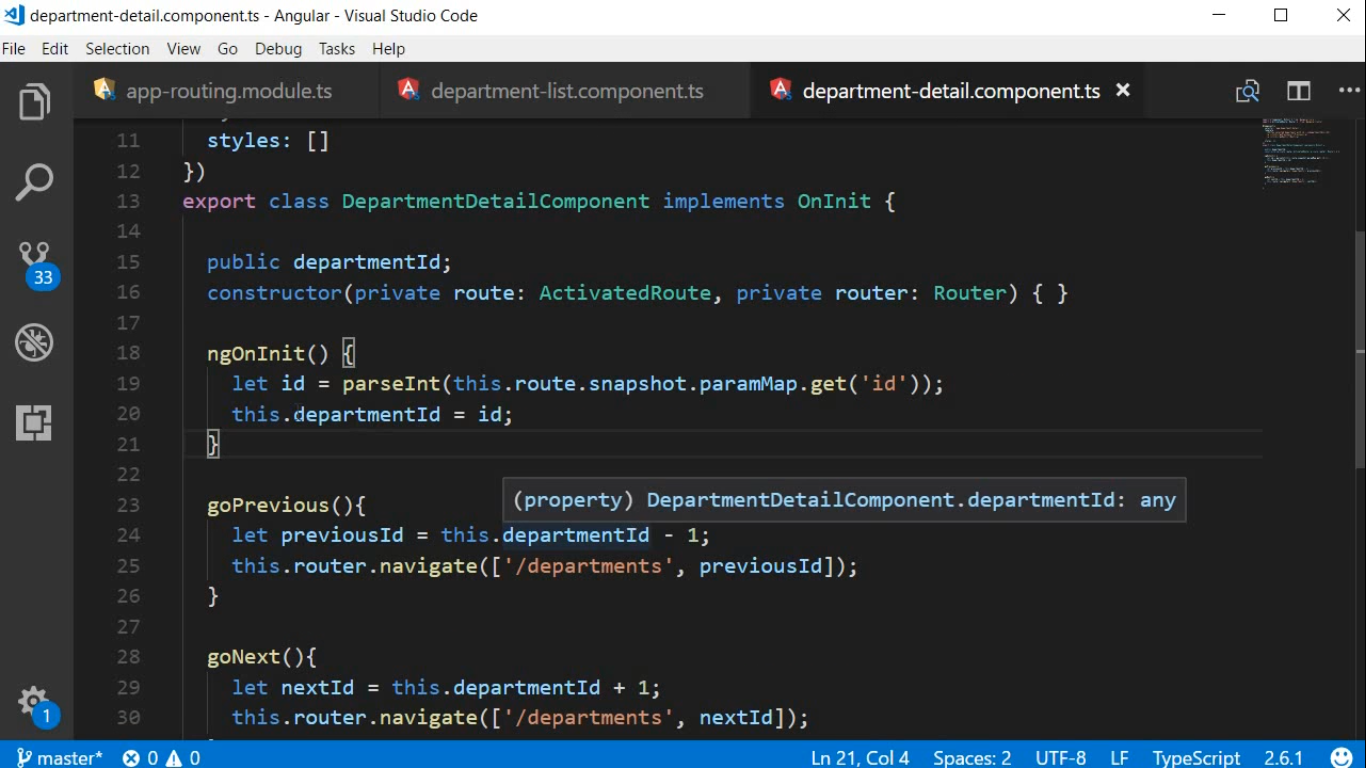 department-detail.component.ts - Angular - Visual Studio Code
File Edit Selection View Go Debug Tasks Help
app-routing.module.ts department-list.component.ts department-detail.component.ts
11 styles: []
12 })
13 export class DepartmentDetailComponent implements OnInit {
14
15 public departmentId;
16 constructor(private route: ActivatedRoute, private router: Router) { }
17
18 ngOnInit() {
19 let id = parseInt(this.route.snapshot.paramMap.get('id'));
20 this.departmentId = id;
21 }
22
(property) DepartmentDetailComponent.departmentId: any
23 goPrevious(){
24 let previousId = this.departmentId - 1;
25 this.router.navigate(['/departments', previousId]);
26 }
27
28 goNext(){
29 let nextId = this.departmentId + 1;
30 this.router.navigate(['/departments', nextId]);
33
1
master* 0 0 Ln 21, Col 4 Spaces: 2 UTF-8 LF TypeScript 2.6.1